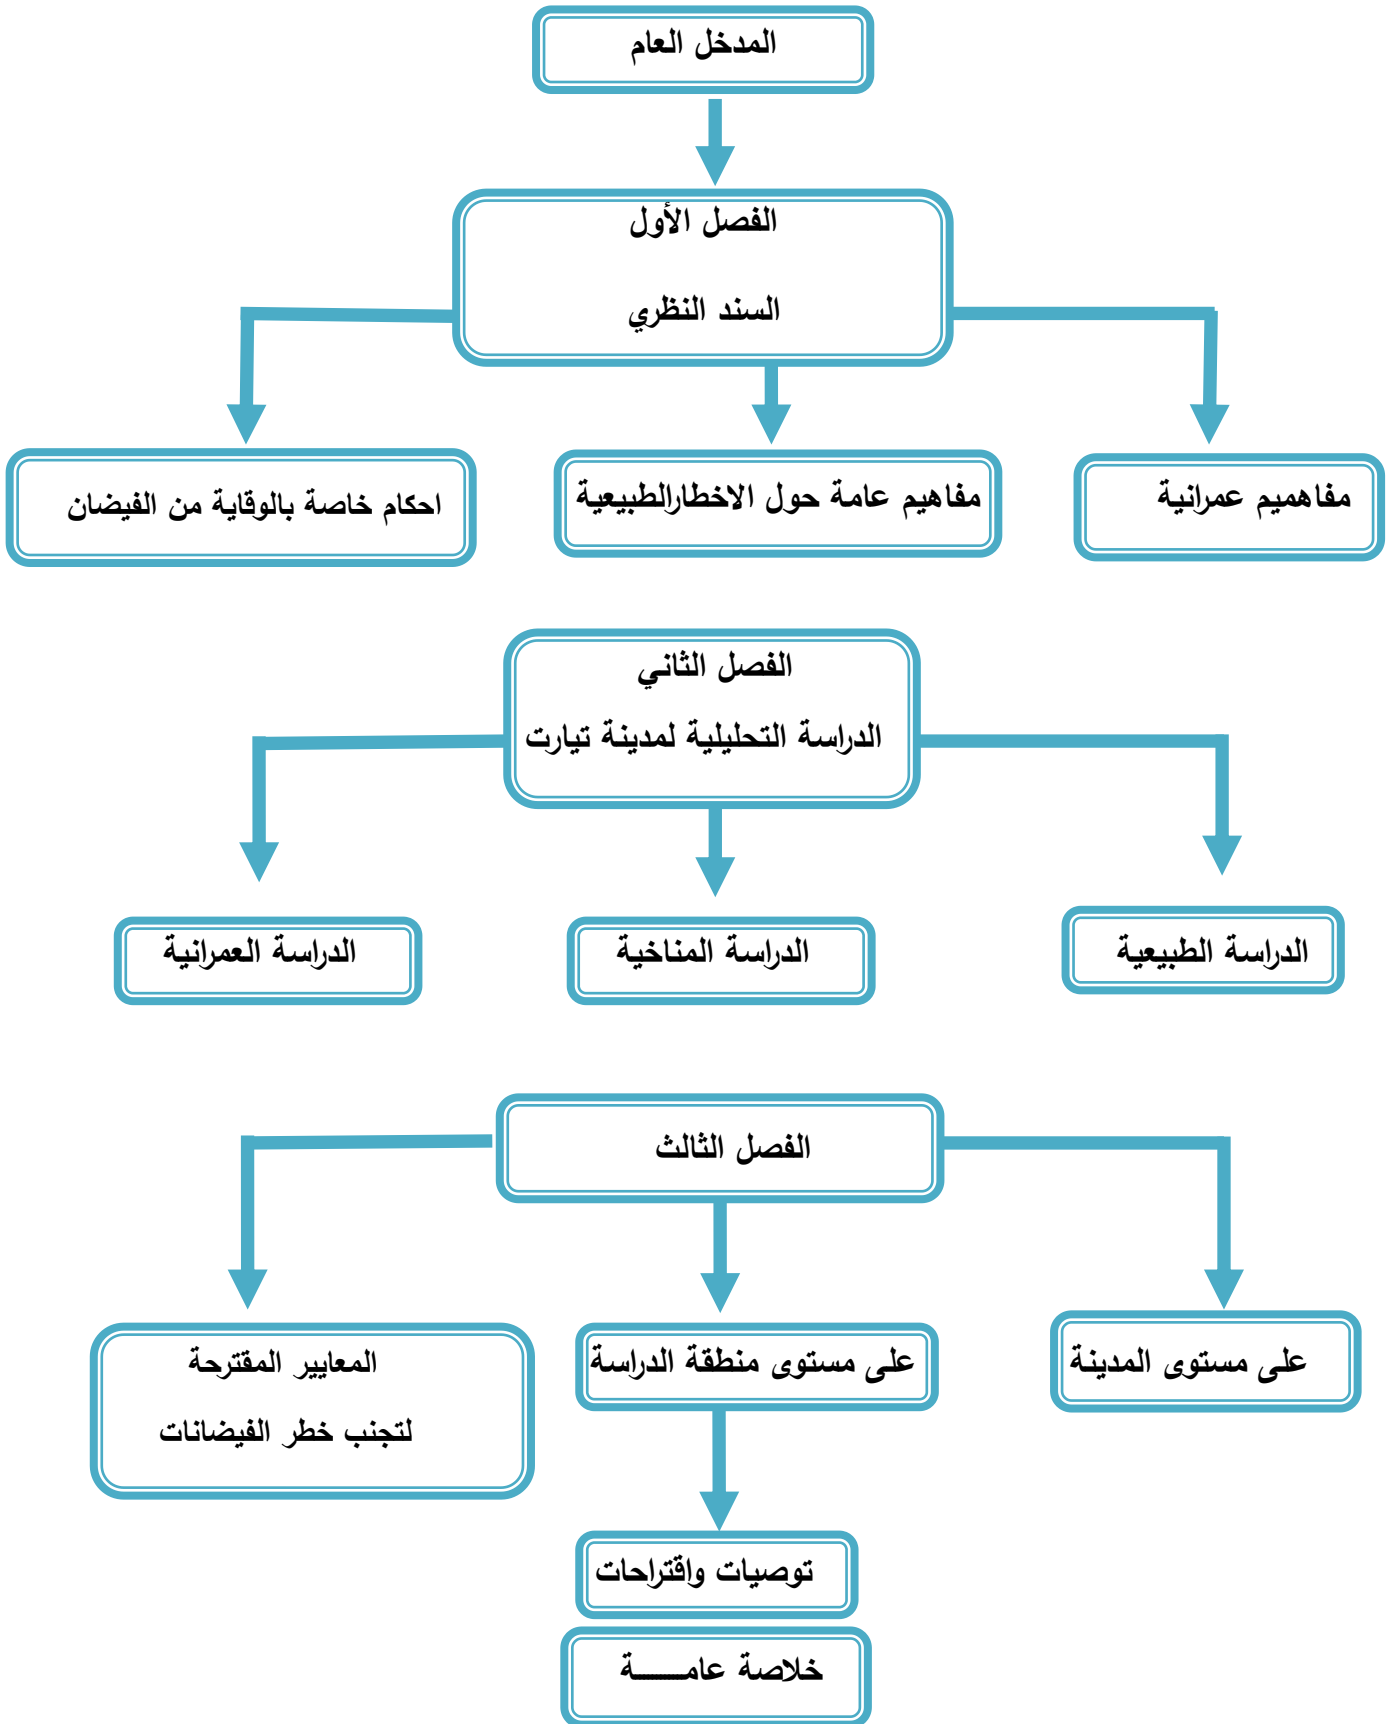 المدخل العام
الفصل الأول
السند النظري
مفاهميم عمرانية
مفاهيم عامة حول الاخطارالطبيعية
احكام خاصة بالوقاية من الفيضان
الفصل الثاني
الدراسة التحليلية لمدينة تيارت
الدراسة الطبيعية
الدراسة المناخية
الدراسة العمرانية
الفصل الثالث
على مستوى المدينة
على مستوى منطقة الدراسة
المعايير المقترحة
لتجنب خطر الفيضانات
توصيات واقتراحات
خلاصة عامـــــــة